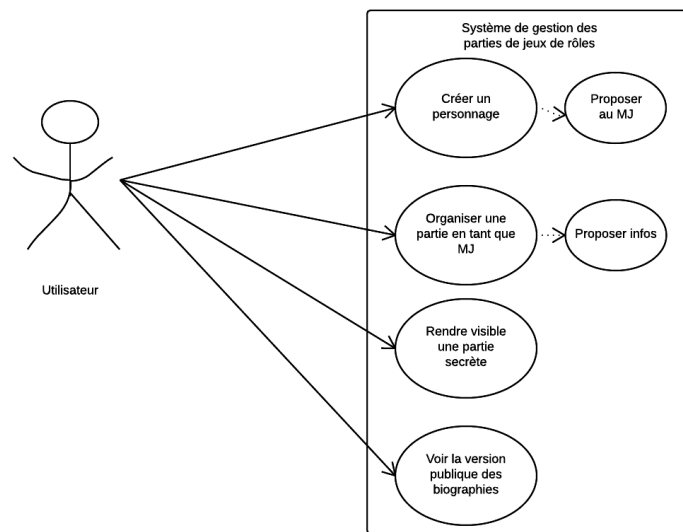 Système de gestion des
parties de jeux de rôles
Créer un
personnage
Proposer
au MJ
Organiser une
partie en tant que
MJ
Proposer infos
Utilisateur
Rendre visible
une partie
secrète
Voir la version
publique des
biographies